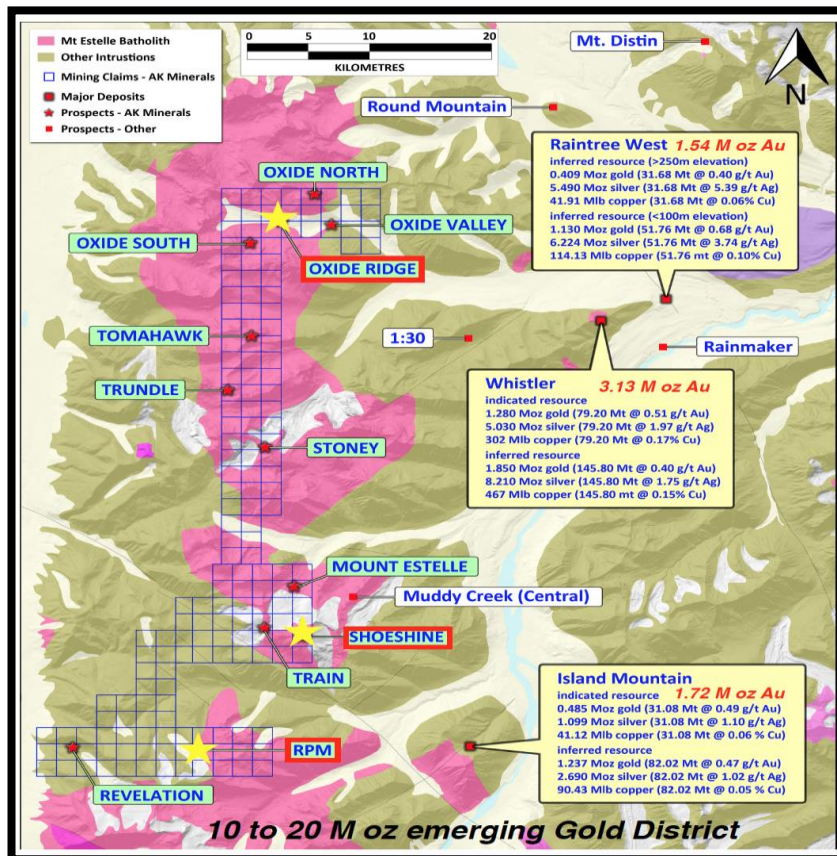 Mt Estelle Batholith
Other Intrustions
Mining Claims - AK Minerals
Major Deposits
Prospects - AK Minerals
Prospects - Other
0 5 10 20
KILOMETRES
N
Mt. Distin
Round Mountain
Raintree West 1.54 M oz Au
inferred resource (>250m elevation)
0.409 Moz gold (31.68 Mt @ 0.40 g/t Au)
5.490 Moz silver (31.68 Mt @ 5.39 g/t Ag)
41.91 Mlb copper (31.68 Mt @ 0.06% Cu)
inferred resource (<100m elevation)
1.130 Moz gold (51.76 Mt @ 0.68 g/t Au)
6.224 Moz silver (51.76 Mt @ 3.74 g/t Ag)
114.13 Mlb copper (51.76 mt @ 0.10% Cu)
OXIDE NORTH
OXIDE VALLEY
OXIDE SOUTH
OXIDE RIDGE
TOMAHAWK
1:30
Rainmaker
TRUNDLE
Whistler 3.13 M oz Au
indicated resource
1.280 Moz gold (79.20 Mt @ 0.51 g/t Au)
5.030 Moz silver (79.20 Mt @ 1.97 g/t Ag)
302 Mlb copper (79.20 Mt @ 0.17% Cu)
inferred resource
1.850 Moz gold (145.80 Mt @ 0.40 g/t Au)
8.210 Moz silver (145.80 Mt @ 1.75 g/t Ag)
467 Mlb copper (145.80 mt @ 0.15% Cu)
STONEY
MOUNT ESTELLE
Muddy Creek (Central)
SHOESHINE
TRAIN
Island Mountain
indicated resource 1.72 M oz Au
0.485 Moz gold (31.08 Mt @ 0.49 g/t Au)
1.099 Moz silver (31.08 Mt @ 1.10 g/t Ag)
41.12 Mlb copper (31.08 Mt @ 0.06 % Cu)
inferred resource
1.237 Moz gold (82.02 Mt @ 0.47 g/t Au)
2.690 Moz silver (82.02 Mt @ 1.02 g/t Ag)
90.43 Mlb copper (82.02 Mt @ 0.05 % Cu)
RPM
REVELATION
10 to 20 M oz emerging Gold District